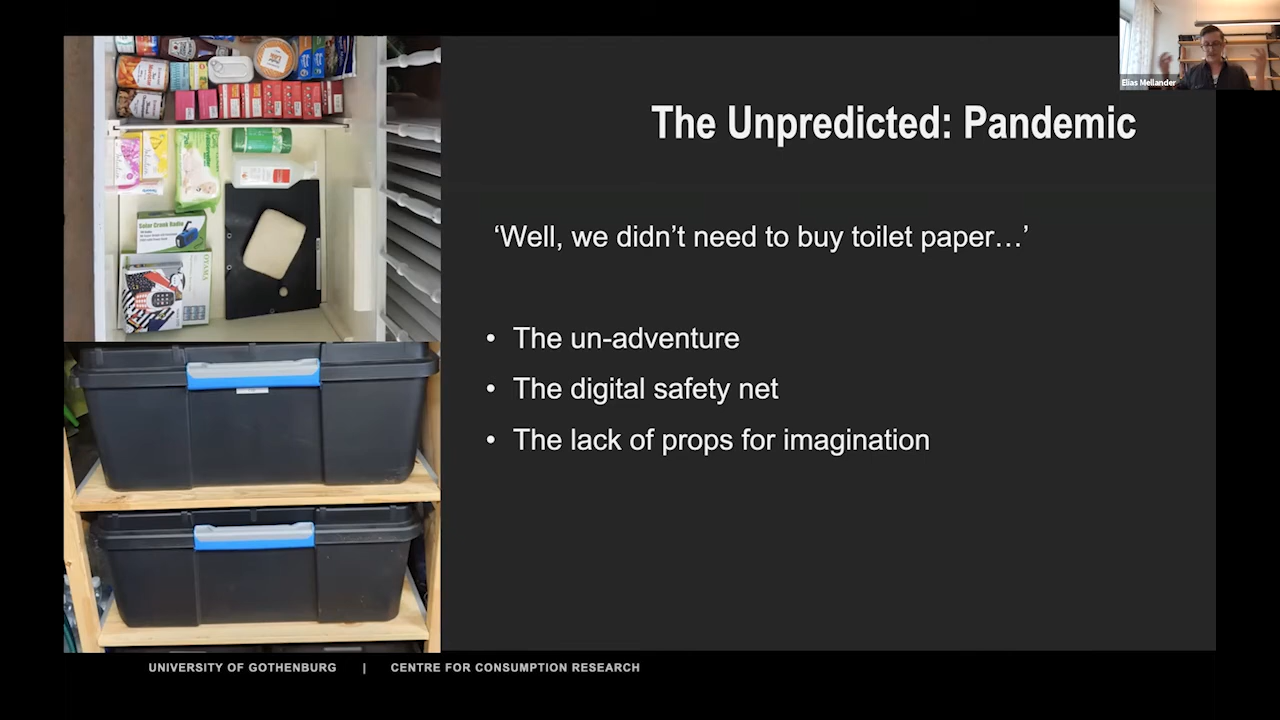 Elias Mellander
The Unpredicted: Pandemic
‘Well, we didn’t need to buy toilet paper…’
• The un-adventure
• The digital safety net
• The lack of props for imagination
Solar Crank Radio
UNIVERSITY OF GOTHENBURG | CENTRE FOR CONSUMPTION RESEARCH